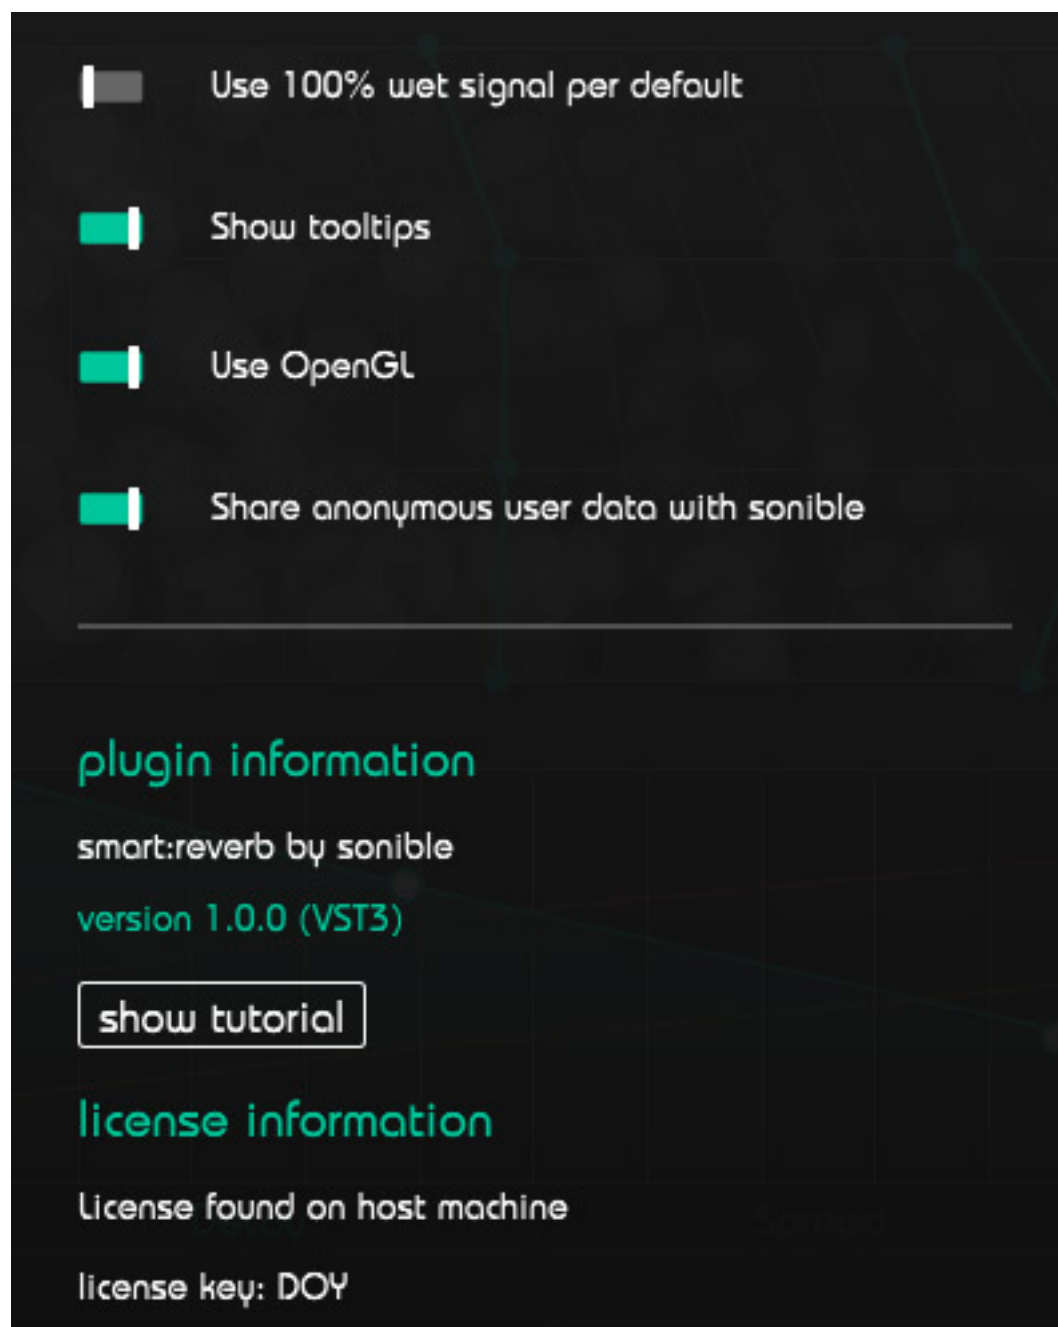 Use 100% wet signal per default
Show tooltips
Use OpenGL
Share anonymous user data with sonible
plugin information
smart:reverb by sonible
version 1.0.0 (VST3)
show tutorial
license information
License found on host machine
license key: DOY